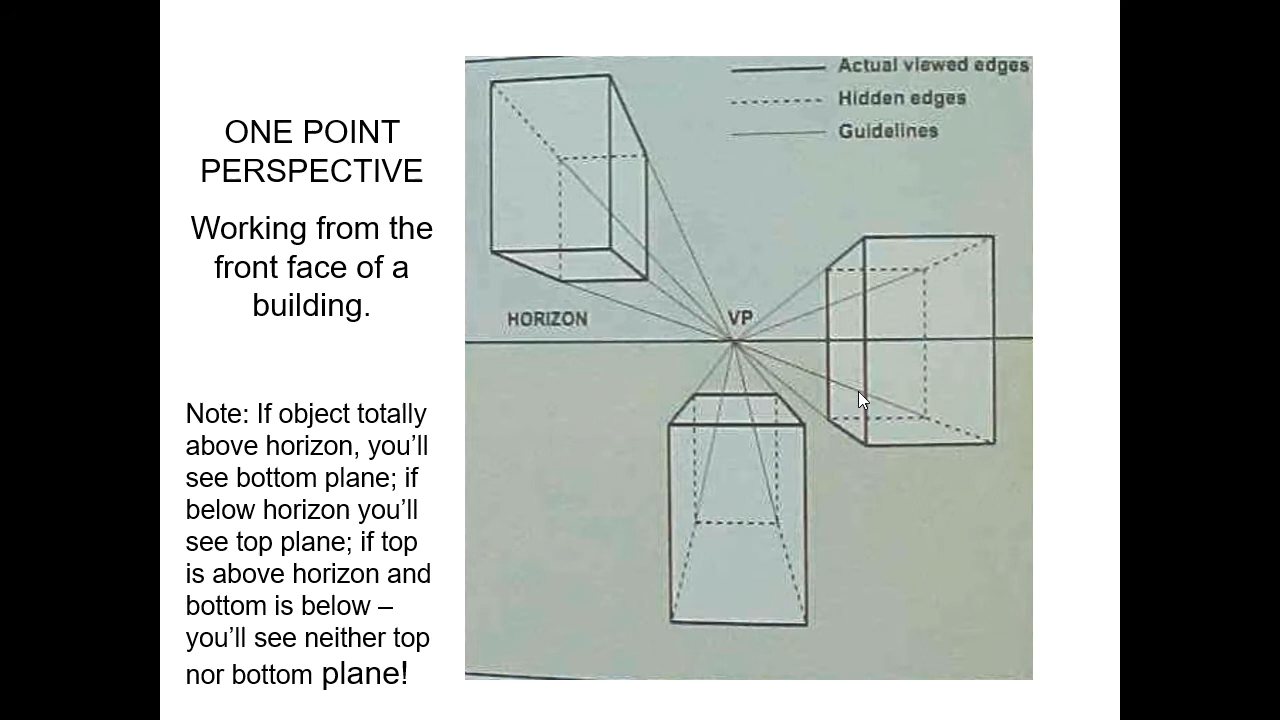 ONE POINT
PERSPECTIVE
Working from the
front face of a
building.
Note: If object totally
above horizon, you’ll
see bottom plane; if
below horizon you’ll
see top plane; if top
is above horizon and
bottom is below –
you’ll see neither top
nor bottom plane!
Actual viewed edges
Hidden edges
Guidelines
HORIZON
VP